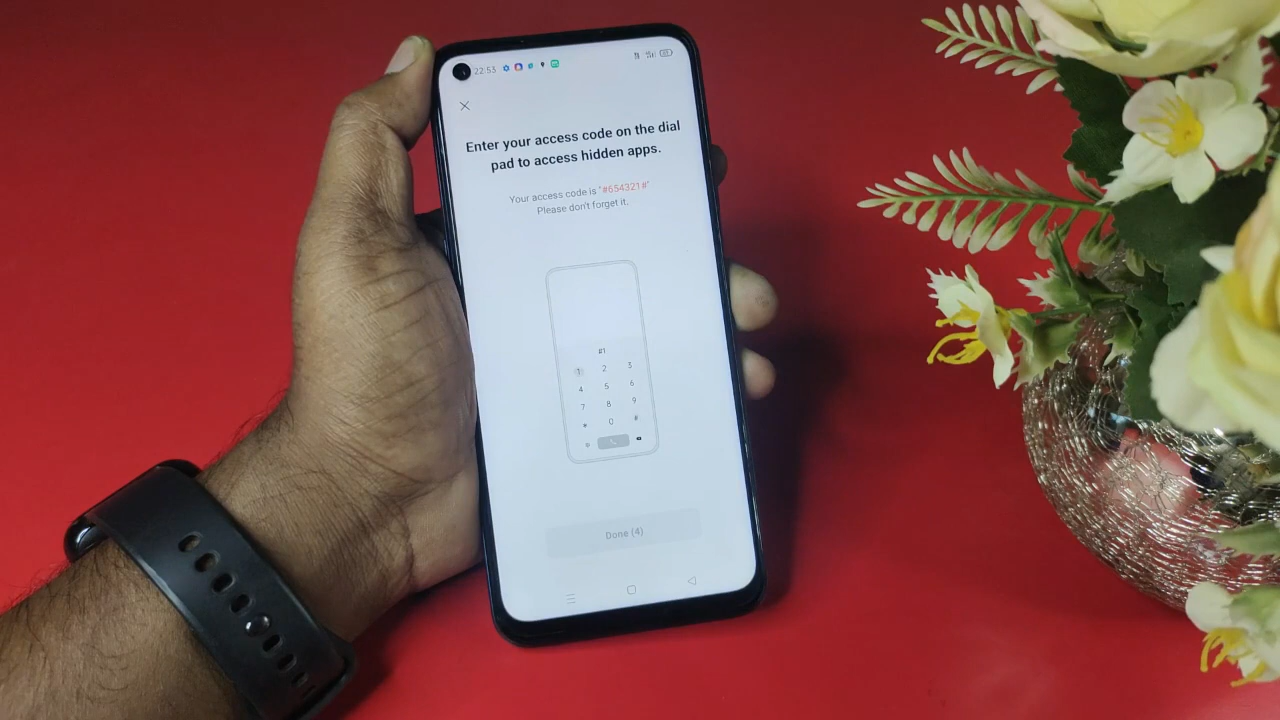 22:53
Enter your access code on the dial
pad to access hidden apps.
Your access code is "#654321#"
Please don't forget it.
#1
1 2 3
4 5 6
7 8 9
* 0 #
Done (4)